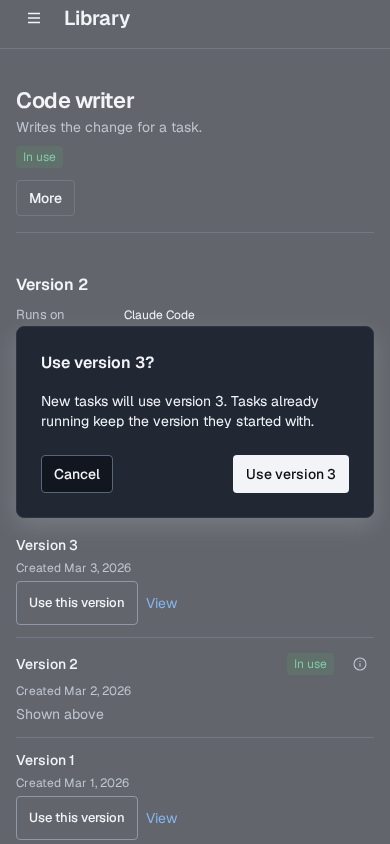 Library
Code writer
Writes the change for a task.
In use
More
Version 2
Runs on Claude Code
Use version 3?
New tasks will use version 3. Tasks already
running keep the version they started with.
Cancel Use version 3
Version 3
Created Mar 3, 2026
Use this version View
Version 2 In use
Created Mar 2, 2026
Shown above
Version 1
Created Mar 1, 2026
Use this version View